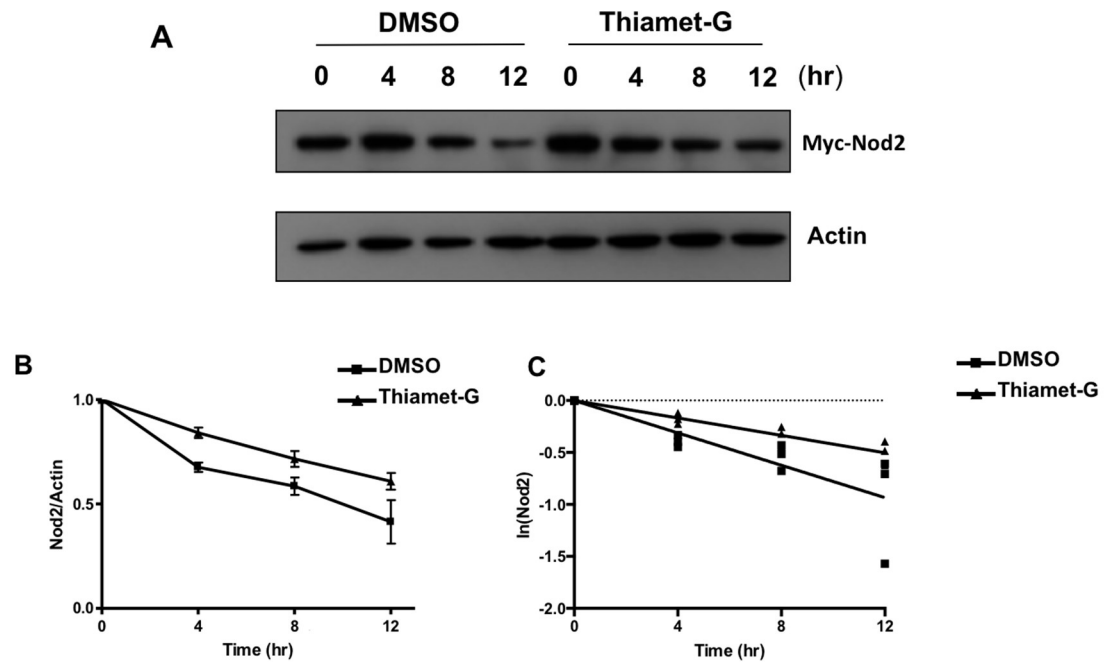 A
DMSO Thiamet-G
0 4 8 12 0 4 8 12 (hr)
Myc-Nod2
Actin
B
DMSO
Thiamet-G
1.0
0.5
0.0
Nod2/Actin
0 4 8 12
Time (hr)
C
DMSO
Thiamet-G
0.0
-0.5
-1.0
-1.5
-2.0
ln(Nod2)
0 4 8 12
Time (hr)